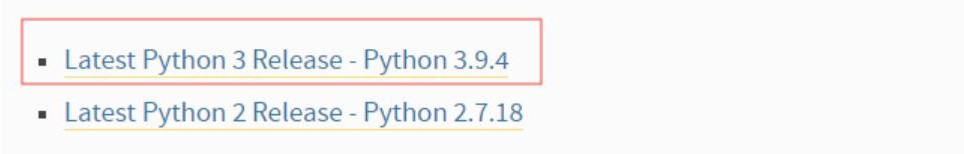 Latest Python 3 Release - Python 3.9.4
Latest Python 2 Release - Python 2.7.18